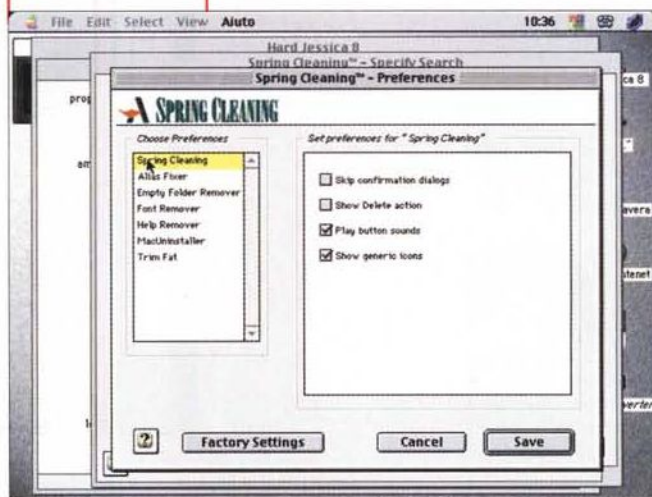 File Edit Select View Aiuto 10:36
Hard Jessica 8
Spring Cleaning™ - Specify Search
Spring Cleaning™ - Preferences
SPRING CLEANING
Choose Preferences
Spring Cleaning
Alias Fixer
Empty Folder Remover
Font Remover
Help Remover
MacUninstaller
Trim Fat
Set preferences for "Spring Cleaning"
Skip confirmation dialogs
Show Delete action
Play button sounds
Show generic icons
?
Factory Settings
Cancel
Save